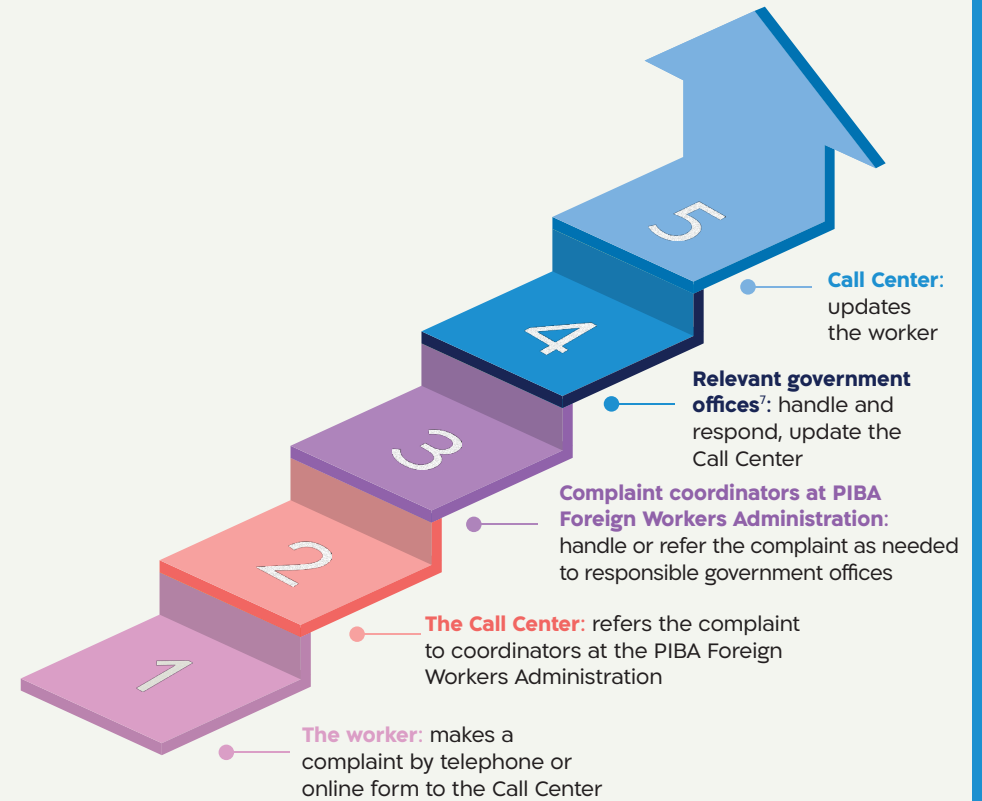 5
Call Center:
updates
the worker
4
Relevant government
offices⁷: handle and
respond, update the
Call Center
3
Complaint coordinators at PIBA
Foreign Workers Administration:
handle or refer the complaint as needed
to responsible government offices
2
The Call Center: refers the complaint
to coordinators at the PIBA Foreign
Workers Administration
1
The worker: makes a
complaint by telephone or
online form to the Call Center